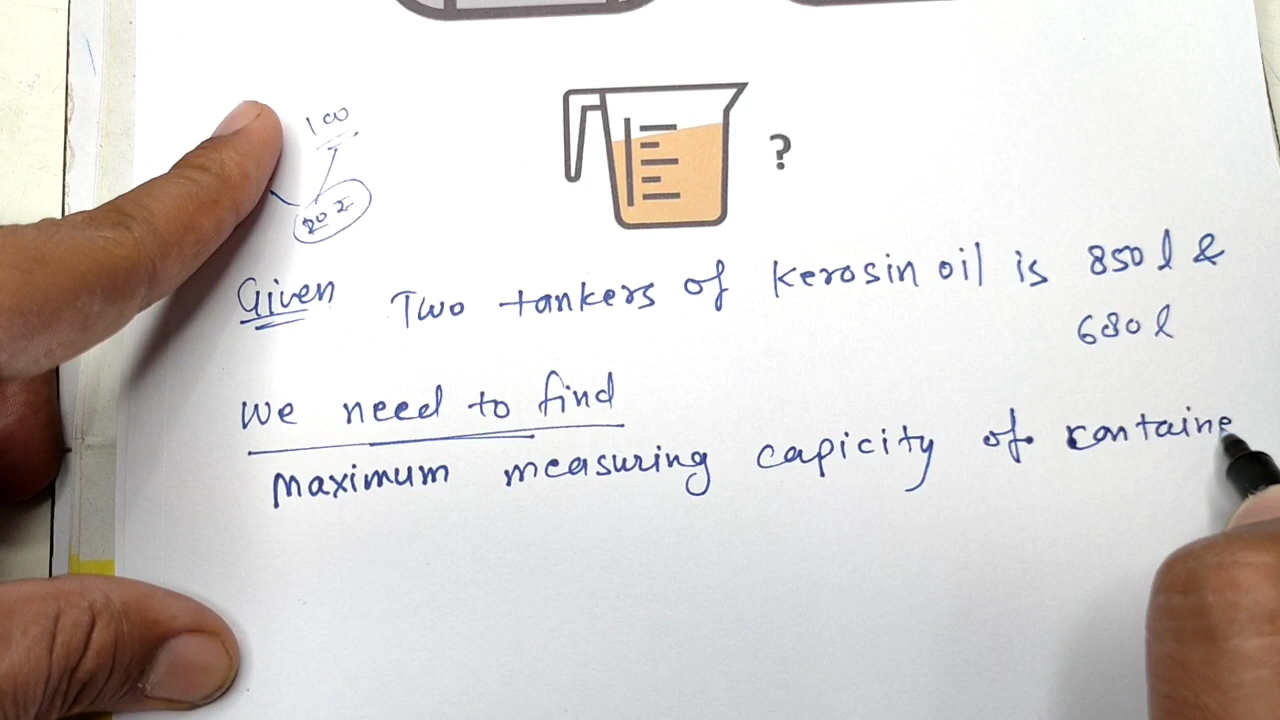 100
20 I
?
Given Two tankers of kerosin oil is 850 l &
680 l
We need to find
Maximum measuring capicity of containe